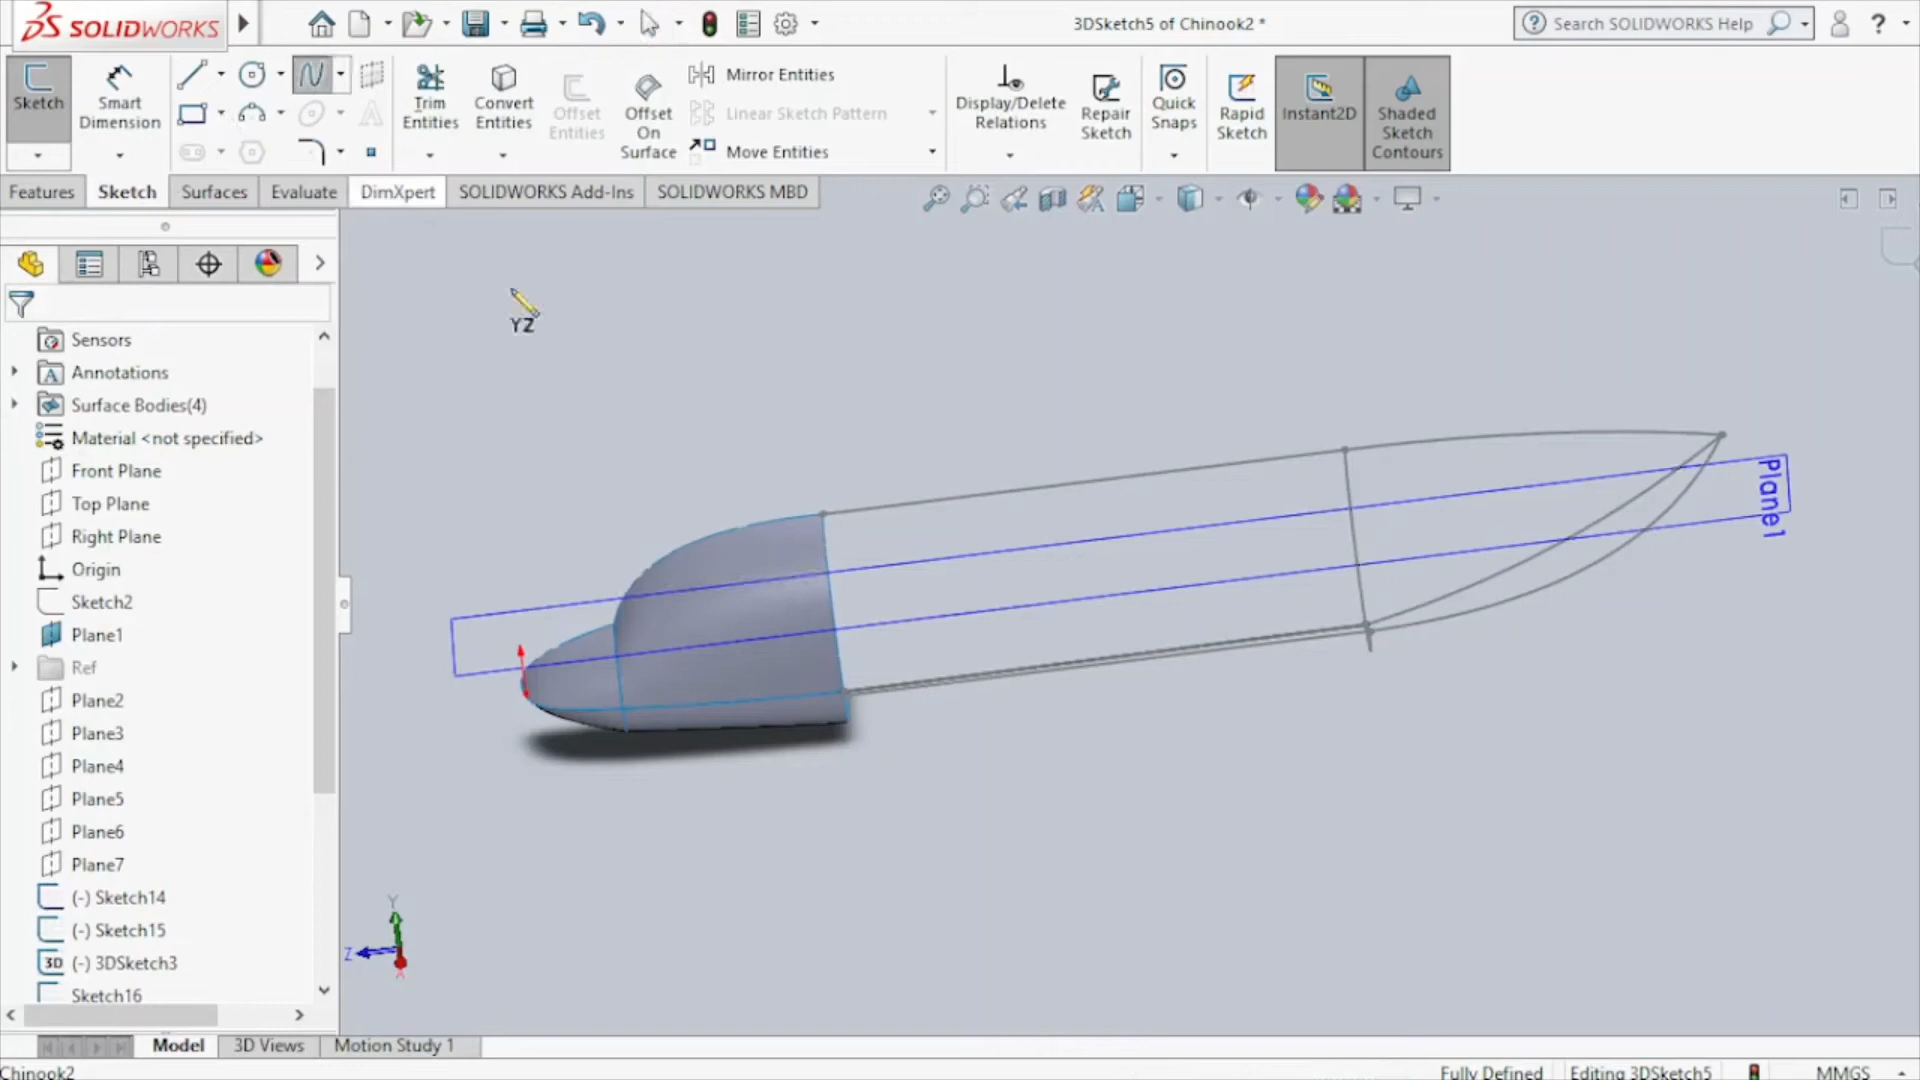 SOLIDWORKS
3DSketch5 of Chinook2 *
Search SOLIDWORKS Help
?
Sketch
Smart
Dimension
Trim
Entities
Convert
Entities
Offset
Entities
Offset
On
Surface
Mirror Entities
Linear Sketch Pattern
Move Entities
Display/Delete
Relations
Repair
Sketch
Quick
Snaps
Rapid
Sketch
Instant2D
Shaded
Sketch
Contours
Features
Sketch
Surfaces
Evaluate
DimXpert
SOLIDWORKS Add-Ins
SOLIDWORKS MBD
Sensors
Annotations
Surface Bodies(4)
Material <not specified>
Front Plane
Top Plane
Right Plane
Origin
Sketch2
Plane1
Ref
Plane2
Plane3
Plane4
Plane5
Plane6
Plane7
(-) Sketch14
(-) Sketch15
3D (-) 3DSketch3
Sketch16
YZ
Plane1
Y
Z
X
Model
3D Views
Motion Study 1
Chinook2
Fully Defined
Editing 3DSketch5
MMGS